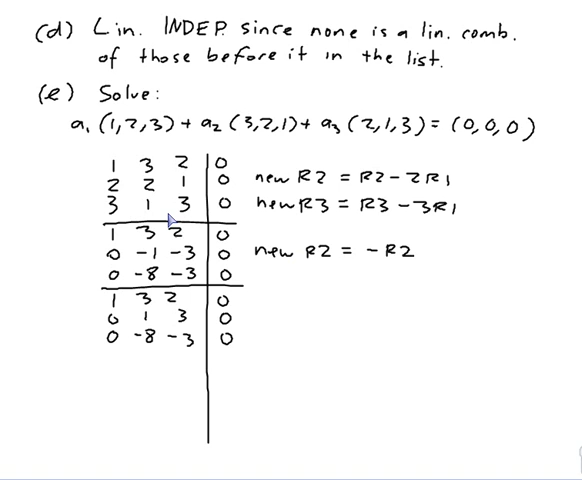 (d) Lin. INDEP. since none is a lin. comb.
of those before it in the list.
(e) Solve:
a₁(1,2,3) + a₂(3,2,1) + a₃(2,1,3) = (0,0,0)
1 3 2 | 0
2 2 1 | 0 new R2 = R2 - 2R1
3 1 3 | 0 new R3 = R3 - 3R1
1 3 2 | 0
0 -1 -3 | 0 new R2 = -R2
0 -8 -3 | 0
1 3 2 | 0
0 1 3 | 0
0 -8 -3 | 0